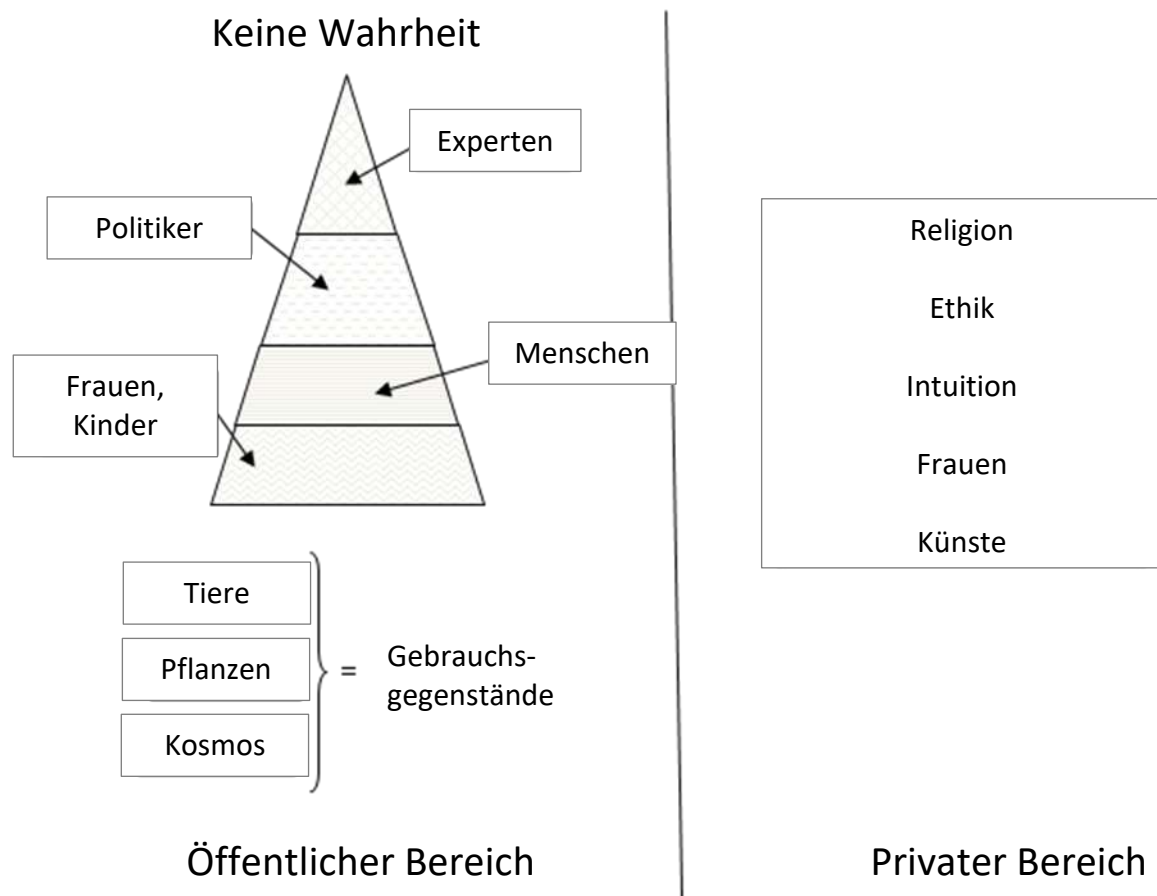 Keine Wahrheit
Experten
Politiker
Menschen
Frauen,
Kinder
Tiere
Pflanzen
Kosmos
=
Gebrauchs-
gegenstände
Öffentlicher Bereich
Religion
Ethik
Intuition
Frauen
Künste
Privater Bereich